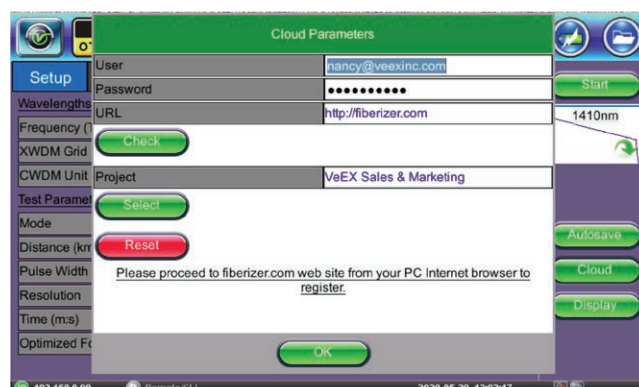 Cloud Parameters
User
nancy@veexinc.com
Password
••••••••••
URL
http://fiberizer.com
Check
Project
VeEX Sales & Marketing
Select
Reset
Please proceed to fiberizer.com web site from your PC Internet browser to
register.
OK
Setup
Wavelengths
Frequency (T
XWDM Grid
CWDM Unit
Test Paramet
Mode
Distance (km
Pulse Width
Resolution
Time (m:s)
Optimized Fo
Start
1410nm
Autosave
Cloud
Display